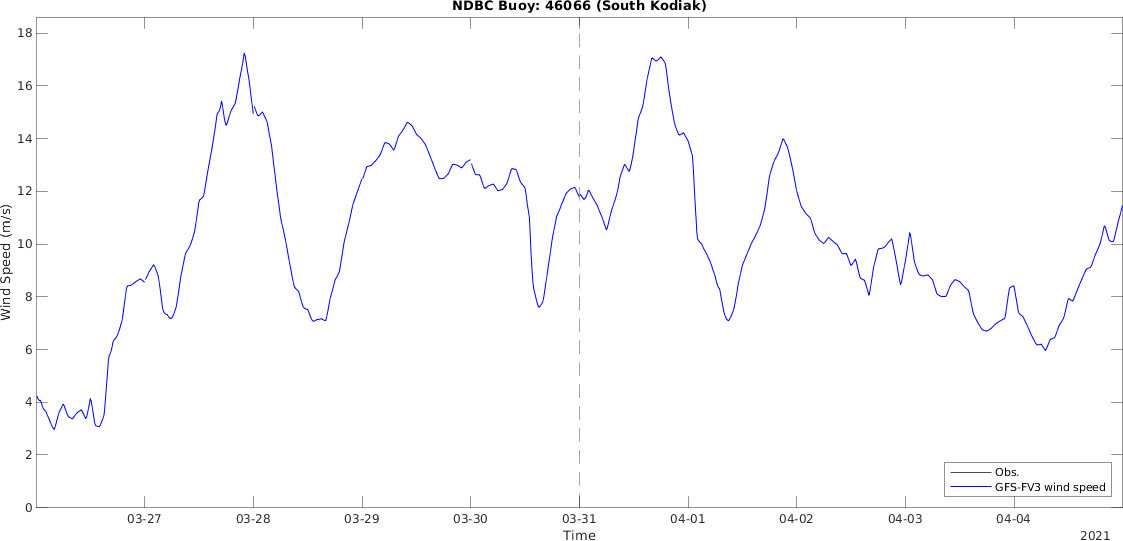 NDBC Buoy: 46066 (South Kodiak)
18
16
14
12
10
8
6
4
2
0
Wind Speed (m/s)
Obs.
GFS-FV3 wind speed
03-27 03-28 03-29 03-30 03-31 04-01 04-02 04-03 04-04
Time
2021